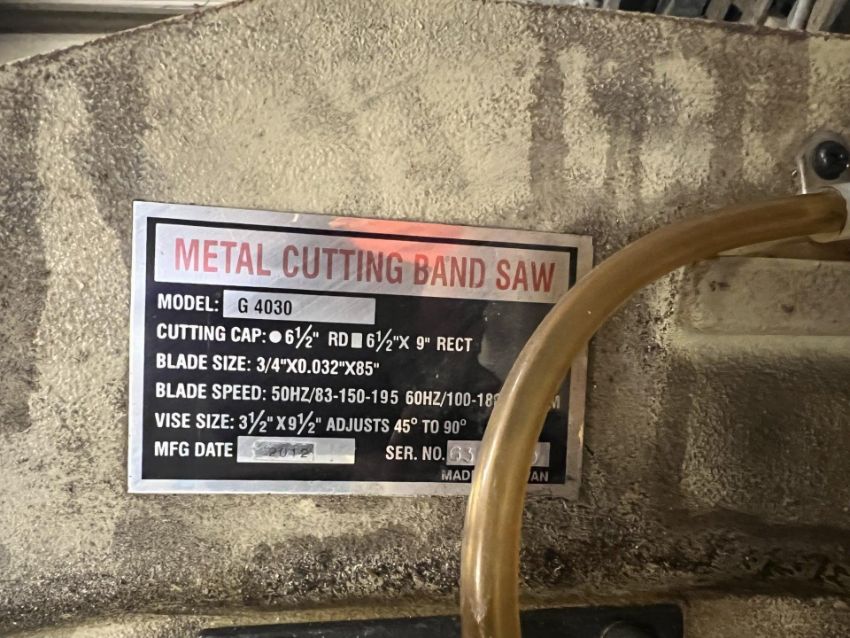 METAL CUTTING BAND SAW
MODEL: G 4030
CUTTING CAP: ● 6½" RD ■ 6½"X 9" RECT
BLADE SIZE: 3/4"X0.032"X85"
BLADE SPEED: 50HZ/83-150-195 60HZ/100-18
VISE SIZE: 3½" X9½" ADJUSTS 45° TO 90°
MFG DATE 2012 SER. NO.